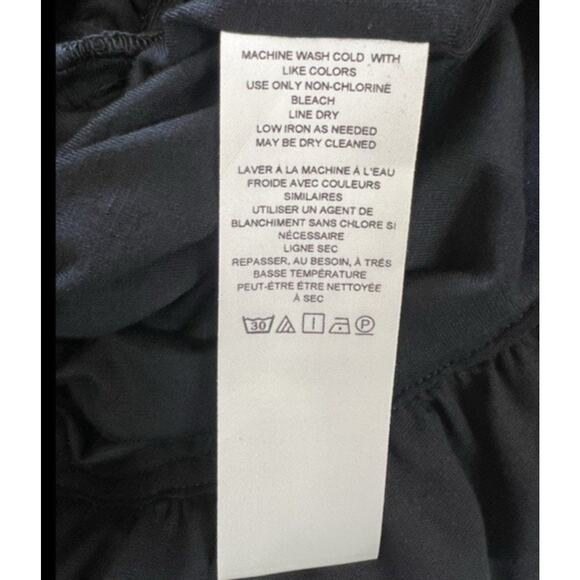 MACHINE WASH COLD WITH
LIKE COLORS
USE ONLY NON-CHLORINE
BLEACH
LINE DRY
LOW IRON AS NEEDED
MAY BE DRY CLEANED
LAVER À LA MACHINE À L'EAU
FROIDE AVEC COULEURS
SIMILAIRES
UTILISER UN AGENT DE
BLANCHIMENT SANS CHLORE SI
NÉCESSAIRE
LIGNE SEC
REPASSER, AU BESOIN, À TRÉS
BASSE TEMPÉRATURE
PEUT-ÊTRE ÊTRE NETTOYÉE
À SEC
30 P